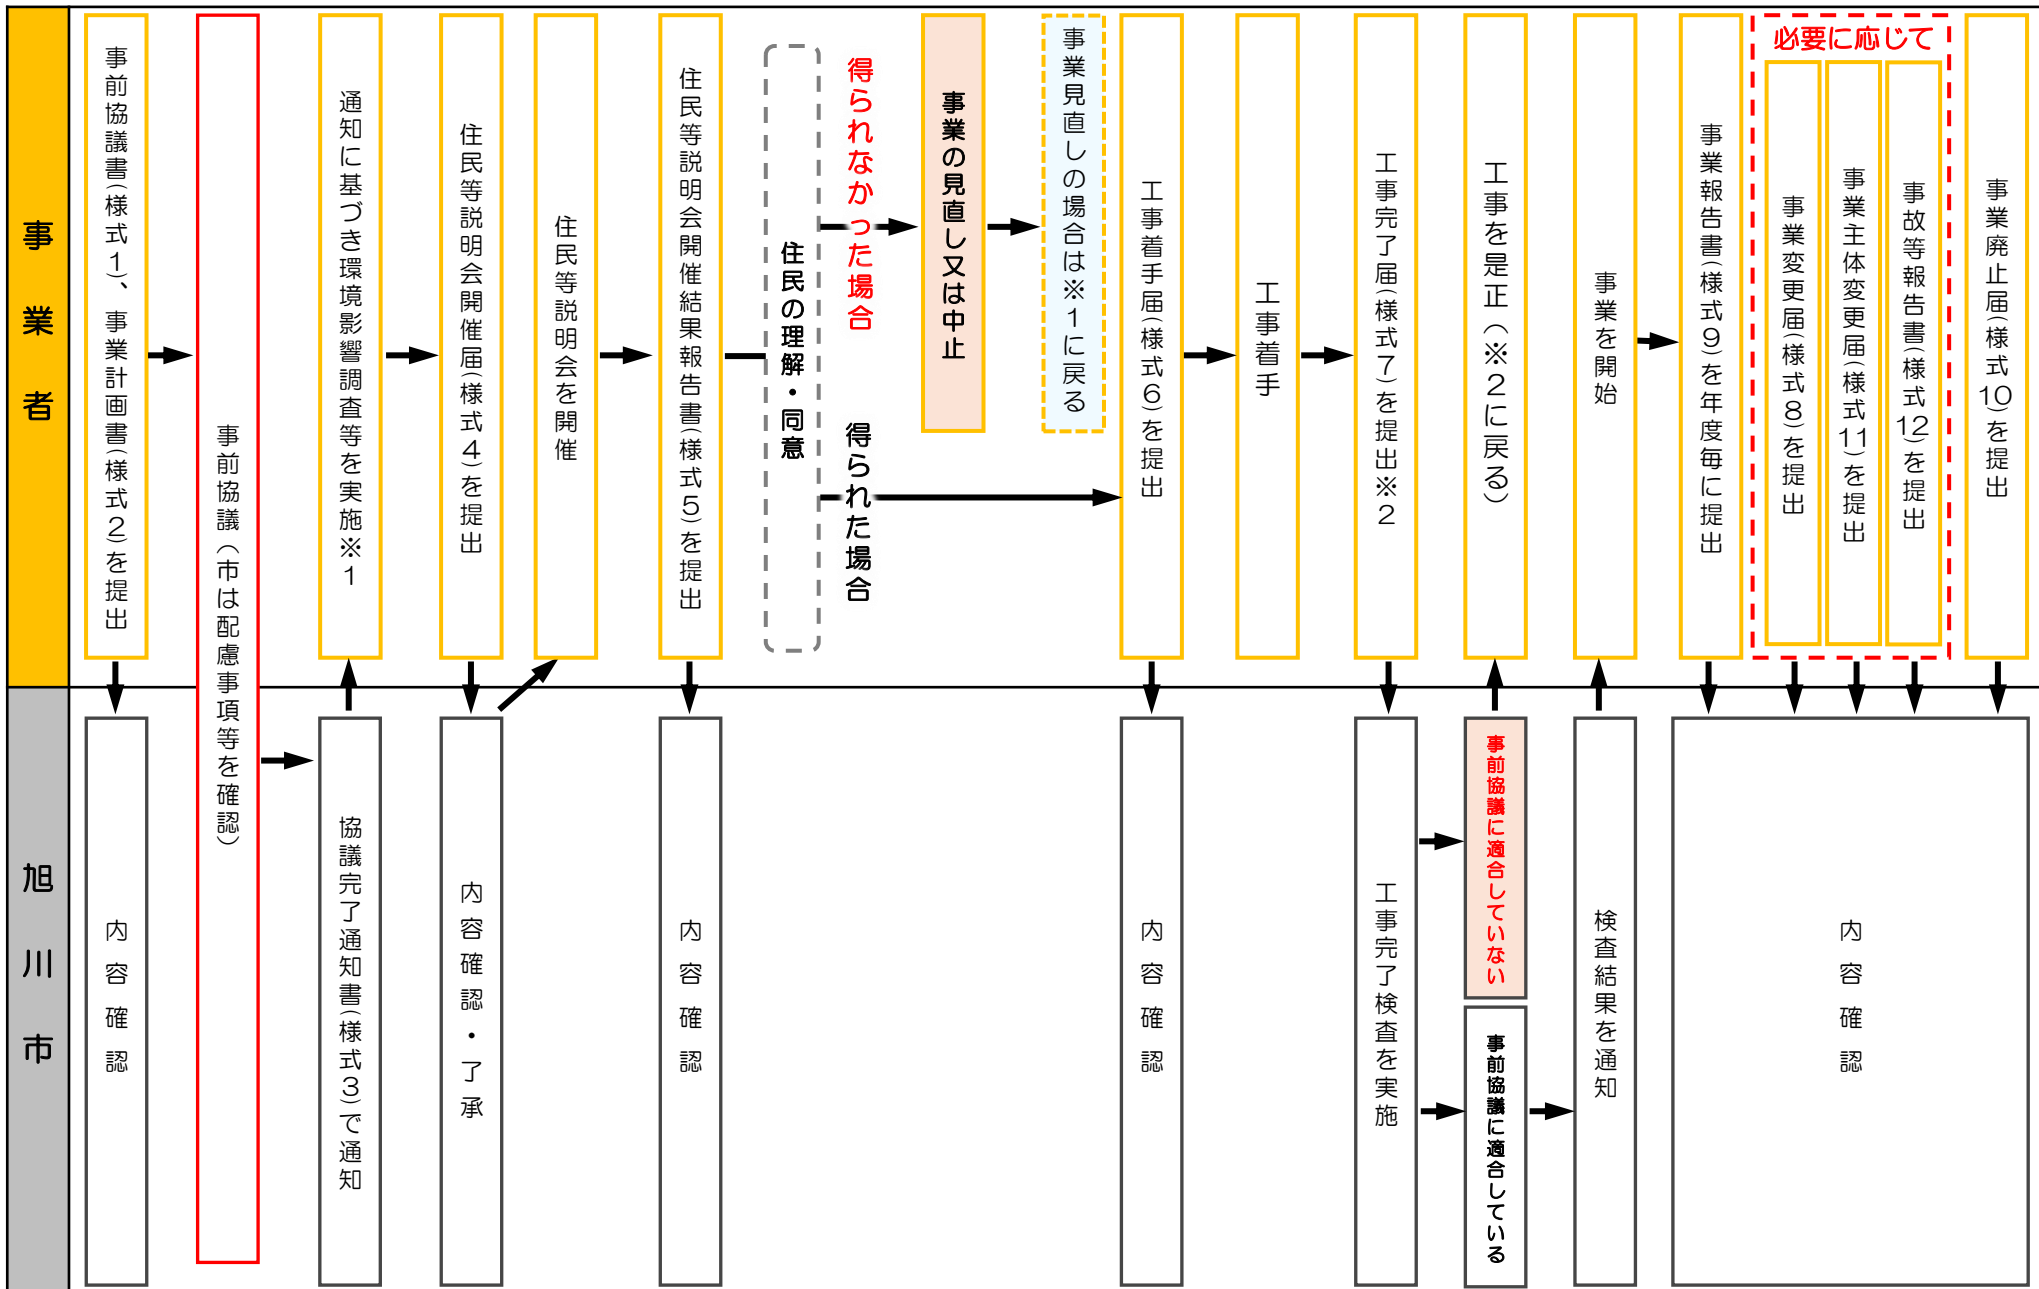 事業者
事前協議書（様式１）、事業計画書（様式２）を提出
事前協議（市は配慮事項等を確認）
通知に基づき環境影響調査等を実施※１
住民等説明会開催届（様式４）を提出
住民等説明会を開催
住民等説明会開催結果報告書（様式５）を提出
住民の理解・同意
得られなかった場合
得られた場合
事業の見直し又は中止
事業見直しの場合は※１に戻る
工事着手届（様式６）を提出
工事着手
工事完了届（様式７）を提出※２
工事を是正（※２に戻る）
事業を開始
事業報告書（様式９）を年度毎に提出
必要に応じて
事業変更届（様式８）を提出
事業主体変更届（様式11）を提出
事故等報告書（様式12）を提出
事業廃止届（様式10）を提出
旭川市
内容確認
協議完了通知書（様式３）で通知
内容確認・了承
内容確認
内容確認
工事完了検査を実施
事前協議に適合していない
事前協議に適合している
検査結果を通知
内容確認